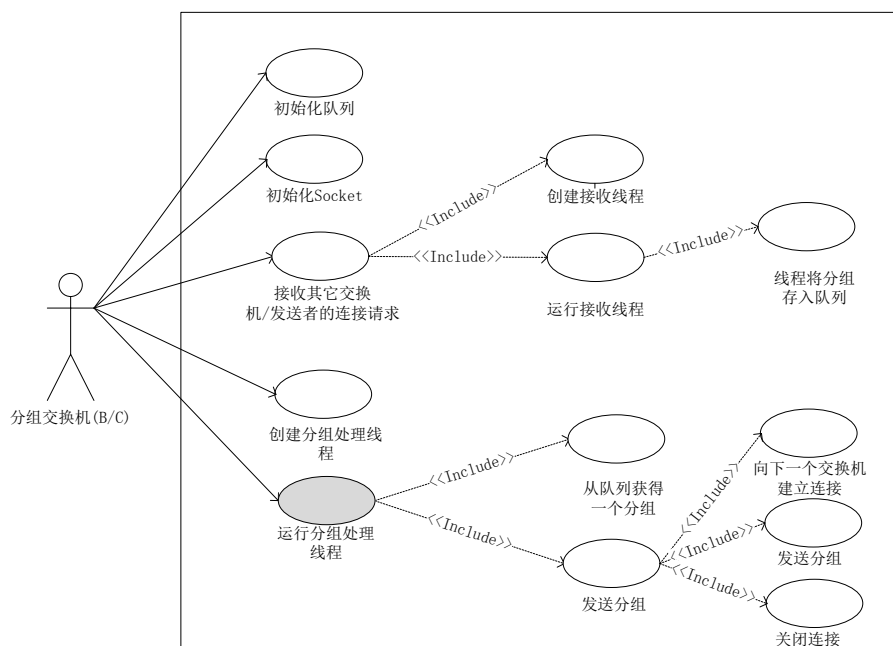 初始化队列
初始化Socket
<<Include>>
创建接收线程
<<Include>>
<<Include>>
接收其它交换
机/发送者的连接请求
运行接收线程
线程将分组
存入队列
分组交换机(B/C)
创建分组处理线
程
<<Include>>
从队列获得
一个分组
<<Include>>
向下一个交换机
建立连接
运行分组处理
线程
<<Include>>
<<Include>>
发送分组
<<Include>>
发送分组
关闭连接